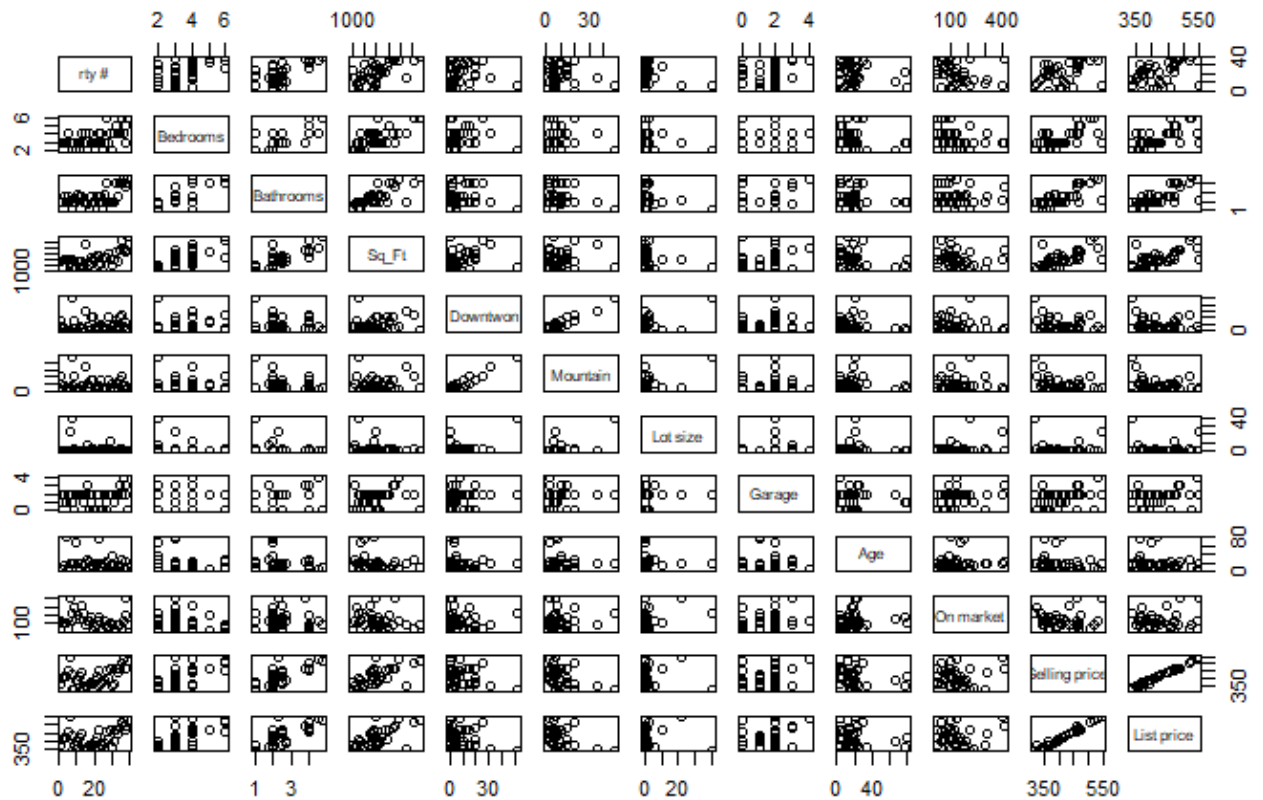 2 4 6 1000 0 30 0 2 4 100 400 350 550
rty # 40 0
6 2 Bedrooms
Bathrooms 1
1000 Sq_Ft
Downtwon 0
0 Mountain
Lot size 40 0
4 0 Garage
Age 80 0
100 On market
Selling price 350
350 List price
0 20 1 3 0 30 0 20 0 40 350 550